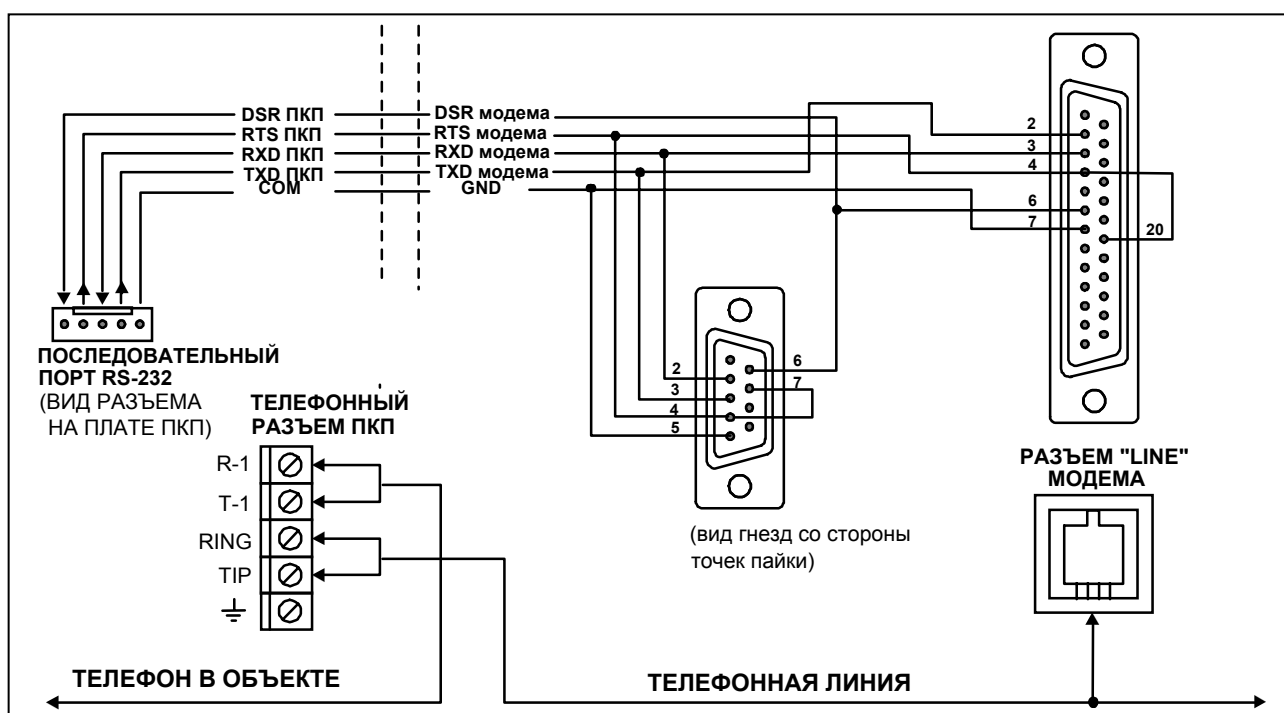 DSR ПКП
RTS ПКП
RXD ПКП
TXD ПКП
COM
DSR модема
RTS модема
RXD модема
TXD модема
GND
2
3
4
6
7
20
ПОСЛЕДОВАТЕЛЬНЫЙ
ПОРТ RS-232
(ВИД РАЗЪЕМА
НА ПЛАТЕ ПКП)
ТЕЛЕФОННЫЙ
РАЗЪЕМ ПКП
R-1
T-1
RING
TIP
2
3
4
5
6
7
(вид гнезд со стороны
точек пайки)
РАЗЪЕМ "LINE"
МОДЕМА
ТЕЛЕФОН В ОБЪЕКТЕ
ТЕЛЕФОННАЯ ЛИНИЯ